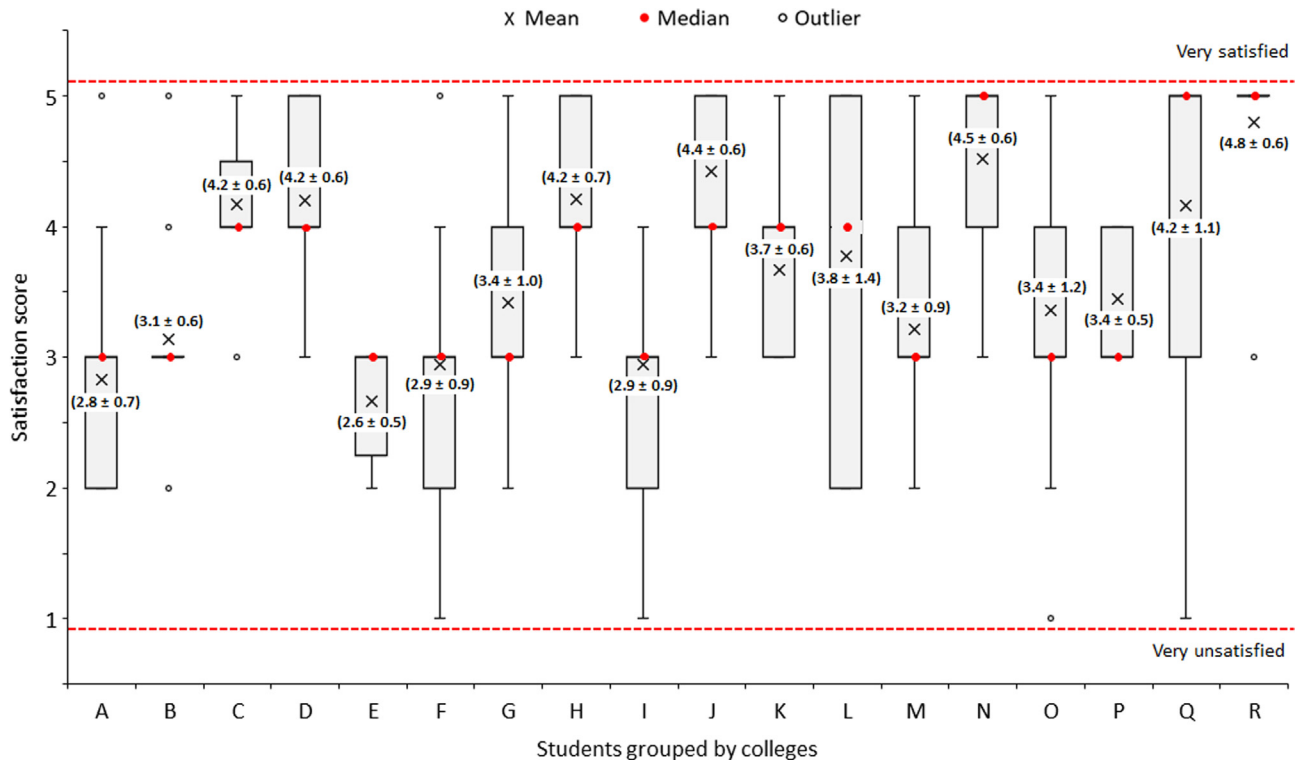 X Mean Median Outlier
Very satisfied
Satisfaction score
5
4
3
2
1
(2.8 ± 0.7)
(3.1 ± 0.6)
(4.2 ± 0.6)
(4.2 ± 0.6)
(2.6 ± 0.5)
(2.9 ± 0.9)
(3.4 ± 1.0)
(4.2 ± 0.7)
(2.9 ± 0.9)
(4.4 ± 0.6)
(3.7 ± 0.6)
(3.8 ± 1.4)
(3.2 ± 0.9)
(4.5 ± 0.6)
(3.4 ± 1.2)
(3.4 ± 0.5)
(4.2 ± 1.1)
(4.8 ± 0.6)
Very unsatisfied
A B C D E F G H I J K L M N O P Q R
Students grouped by colleges